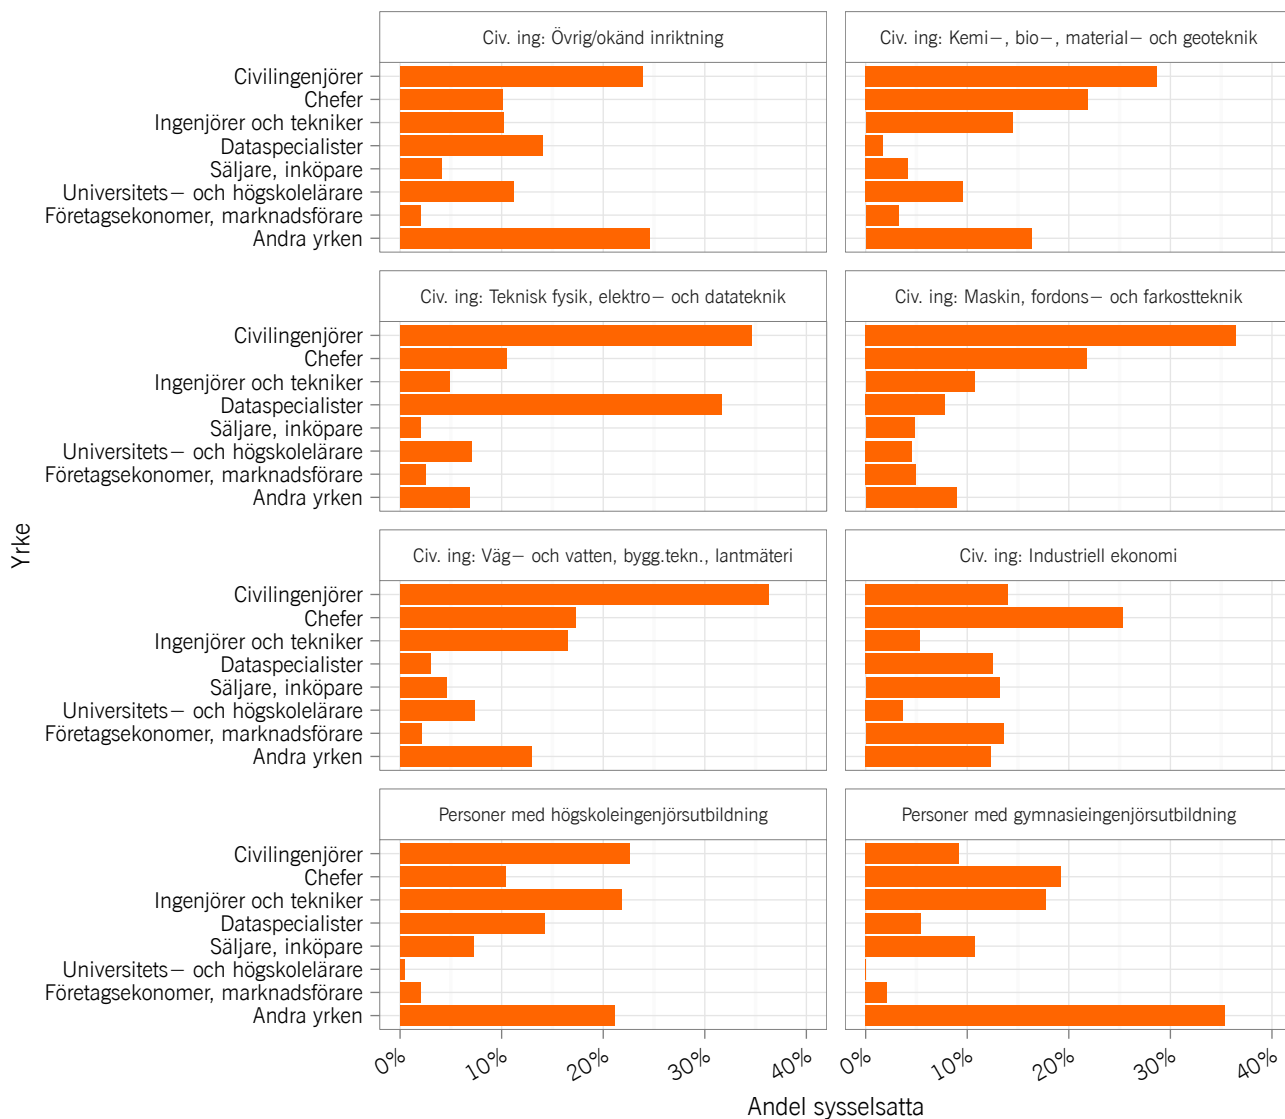 Civ. ing: Övrig/okänd inriktning
Civ. ing: Kemi−, bio−, material− och geoteknik
Civilingenjörer
Chefer
Ingenjörer och tekniker
Dataspecialister
Säljare, inköpare
Universitets− och högskolelärare
Företagsekonomer, marknadsförare
Andra yrken
Civ. ing: Teknisk fysik, elektro− och datateknik
Civ. ing: Maskin, fordons− och farkostteknik
Civilingenjörer
Chefer
Ingenjörer och tekniker
Dataspecialister
Säljare, inköpare
Universitets− och högskolelärare
Företagsekonomer, marknadsförare
Andra yrken
Yrke
Civ. ing: Väg− och vatten, bygg.tekn., lantmäteri
Civ. ing: Industriell ekonomi
Civilingenjörer
Chefer
Ingenjörer och tekniker
Dataspecialister
Säljare, inköpare
Universitets− och högskolelärare
Företagsekonomer, marknadsförare
Andra yrken
Personer med högskoleingenjörsutbildning
Personer med gymnasieingenjörsutbildning
Civilingenjörer
Chefer
Ingenjörer och tekniker
Dataspecialister
Säljare, inköpare
Universitets− och högskolelärare
Företagsekonomer, marknadsförare
Andra yrken
0% 10% 20% 30% 40%
0% 10% 20% 30% 40%
Andel sysselsatta